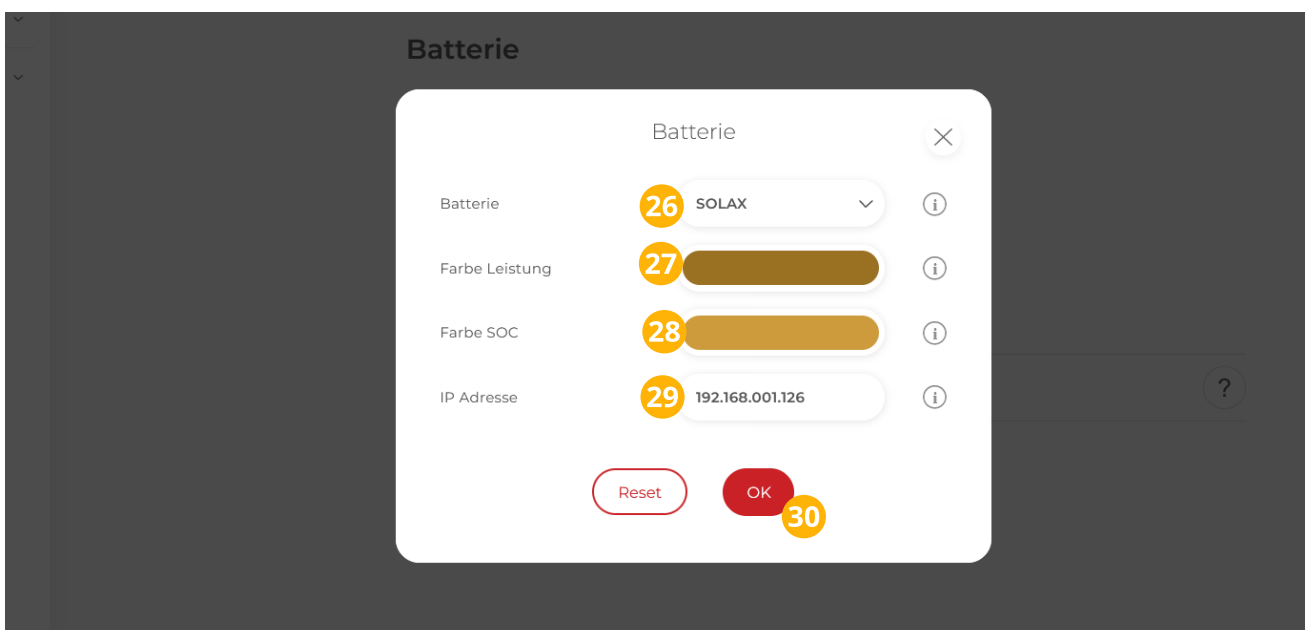 Batterie
Batterie
Batterie 26 SOLAX
Farbe Leistung 27
Farbe SOC 28
IP Adresse 29 192.168.001.126
?
Reset OK
30